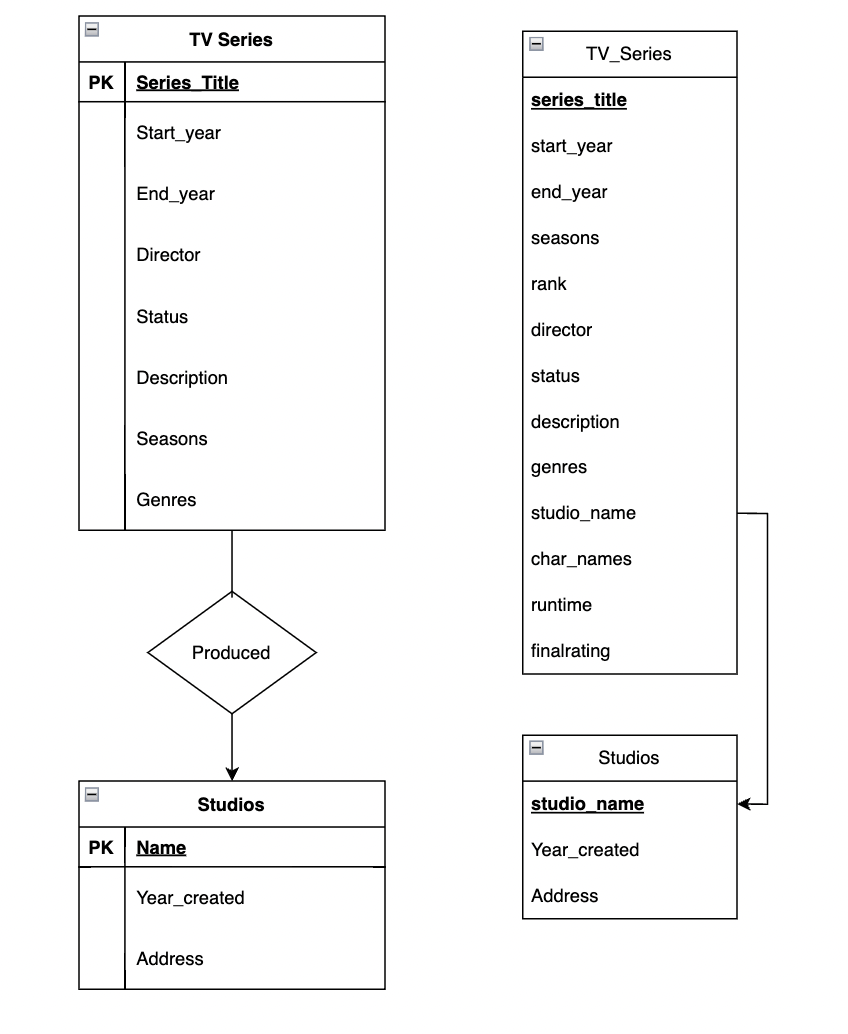 TV Series
PK Series_Title
Start_year
End_year
Director
Status
Description
Seasons
Genres
Produced
Studios
PK Name
Year_created
Address
TV_Series
series_title
start_year
end_year
seasons
rank
director
status
description
genres
studio_name
char_names
runtime
finalrating
Studios
studio_name
Year_created
Address